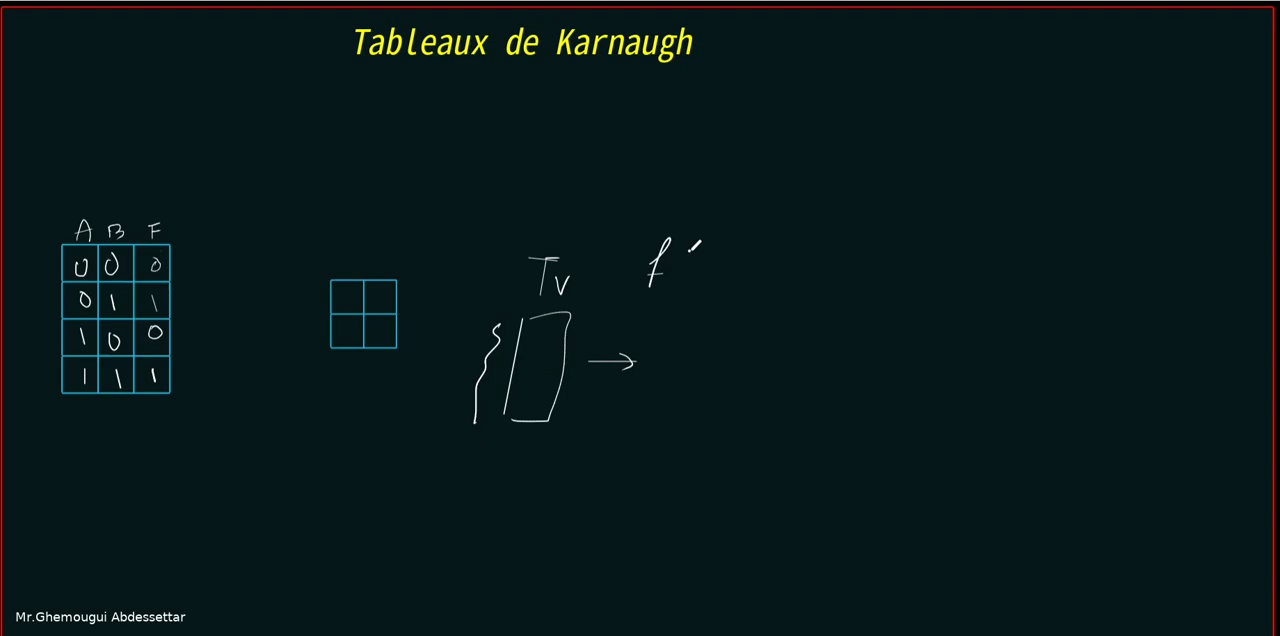 Tableaux de Karnaugh
A B F
0 0 0
0 1 1
1 0 0
1 1 1
Tv
f
Mr.Ghemougui Abdessettar